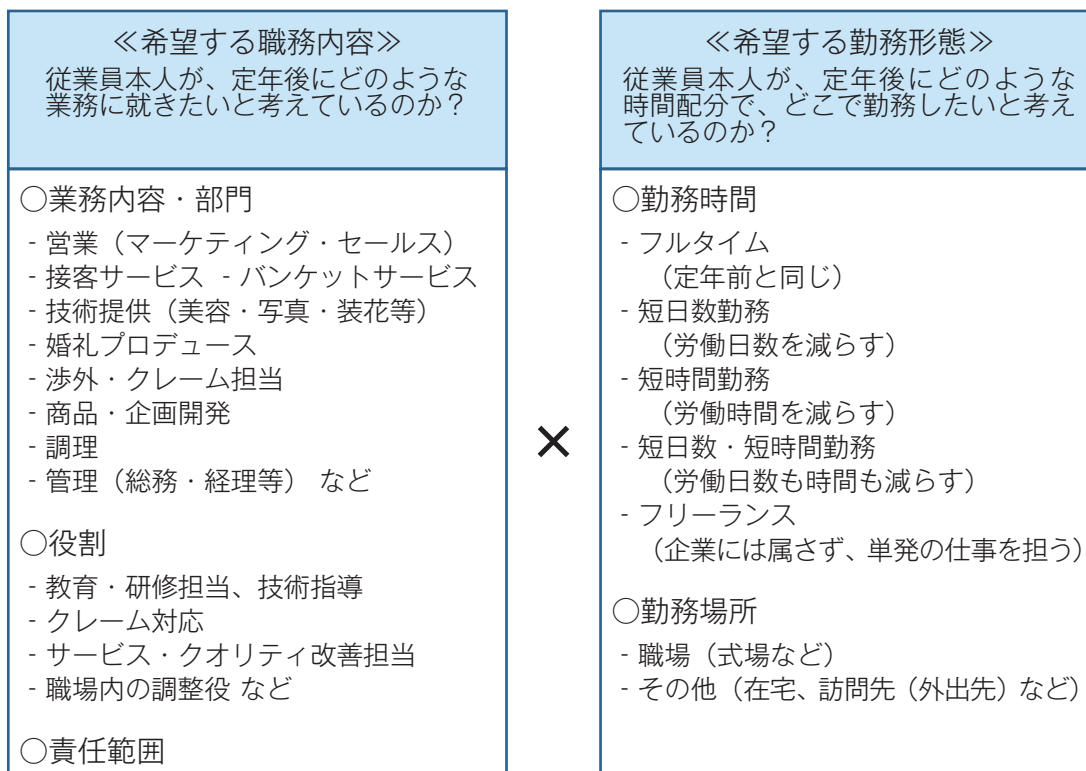 ≪希望する職務内容≫
従業員本人が、定年後にどのような
業務に就きたいと考えているのか？
○業務内容・部門
- 営業（マーケティング・セールス）
- 接客サービス - バンケットサービス
- 技術提供（美容・写真・装花等）
- 婚礼プロデュース
- 渉外・クレーム担当
- 商品・企画開発
- 調理
- 管理（総務・経理等） など
○役割
- 教育・研修担当、技術指導
- クレーム対応
- サービス・クオリティ改善担当
- 職場内の調整役 など
○責任範囲
×
≪希望する勤務形態≫
従業員本人が、定年後にどのような
時間配分で、どこで勤務したいと考え
ているのか？
○勤務時間
- フルタイム
（定年前と同じ）
- 短日数勤務
（労働日数を減らす）
- 短時間勤務
（労働時間を減らす）
- 短日数・短時間勤務
（労働日数も時間も減らす）
- フリーランス
（企業には属さず、単発の仕事を担う）
○勤務場所
- 職場（式場など）
- その他（在宅、訪問先（外出先）など）